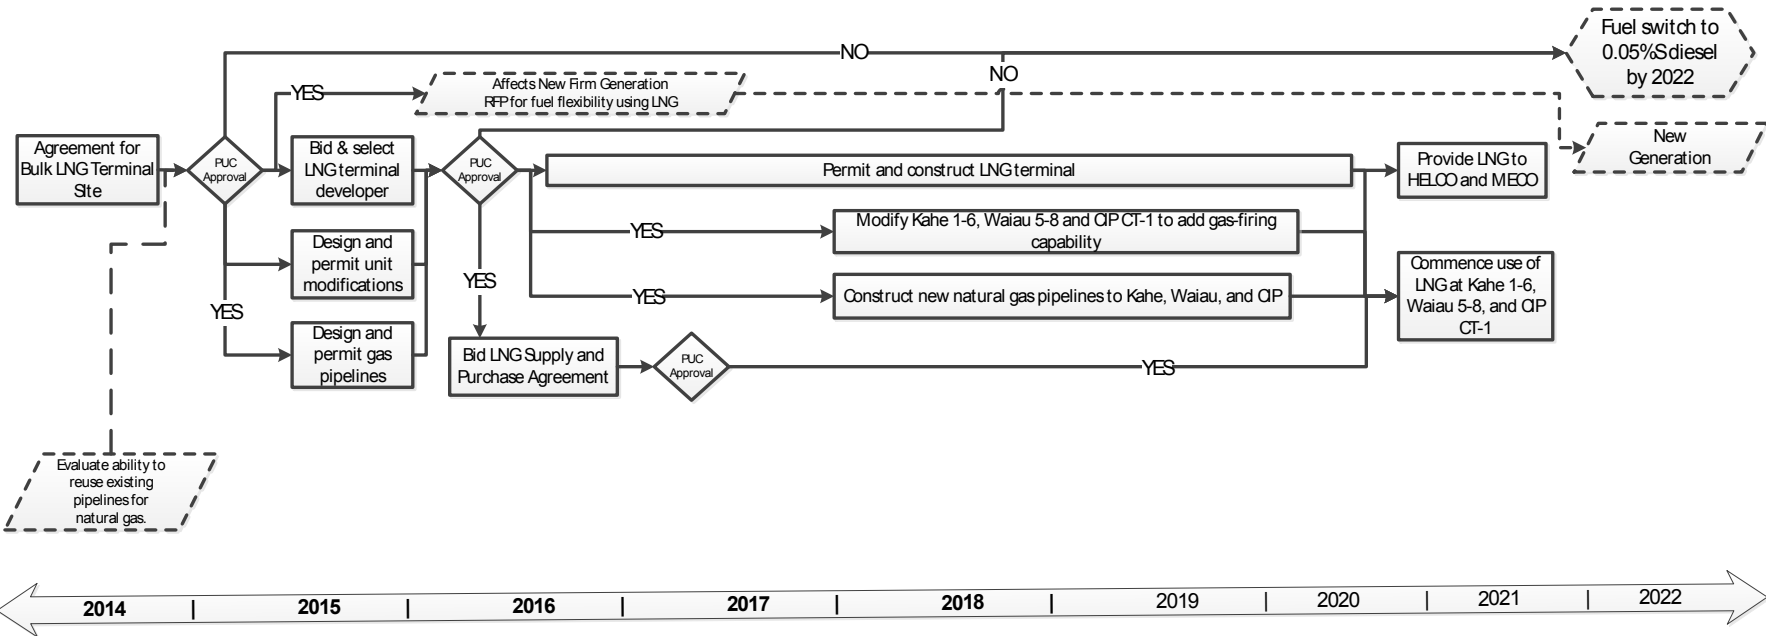 NO
Fuel switch to
0.05%S diesel
by 2022
NO
YES
Affects New Firm Generation
RFP for fuel flexibility using LNG
Agreement for
Bulk LNG Terminal
SIte
PUC
Approval
Bid & select
LNG terminal
developer
PUC
Approval
Permit and construct LNG terminal
Provide LNG to
HELCO and MECO
New
Generation
YES
Modify Kahe 1-6, Waiau 5-8 and CIP CT-1 to add gas-firing
capability
Design and
permit unit
modifications
YES
YES
YES
Construct new natural gas pipelines to Kahe, Waiau, and CIP
Commence use of
LNG at Kahe 1-6,
Waiau 5-8, and CIP
CT-1
Design and
permit gas
pipelines
Bid LNG Supply and
Purchase Agreement
PUC
Approval
YES
Evaluate ability to
reuse existing
pipelines for
natural gas.
2014 | 2015 | 2016 | 2017 | 2018 | 2019 | 2020 | 2021 | 2022